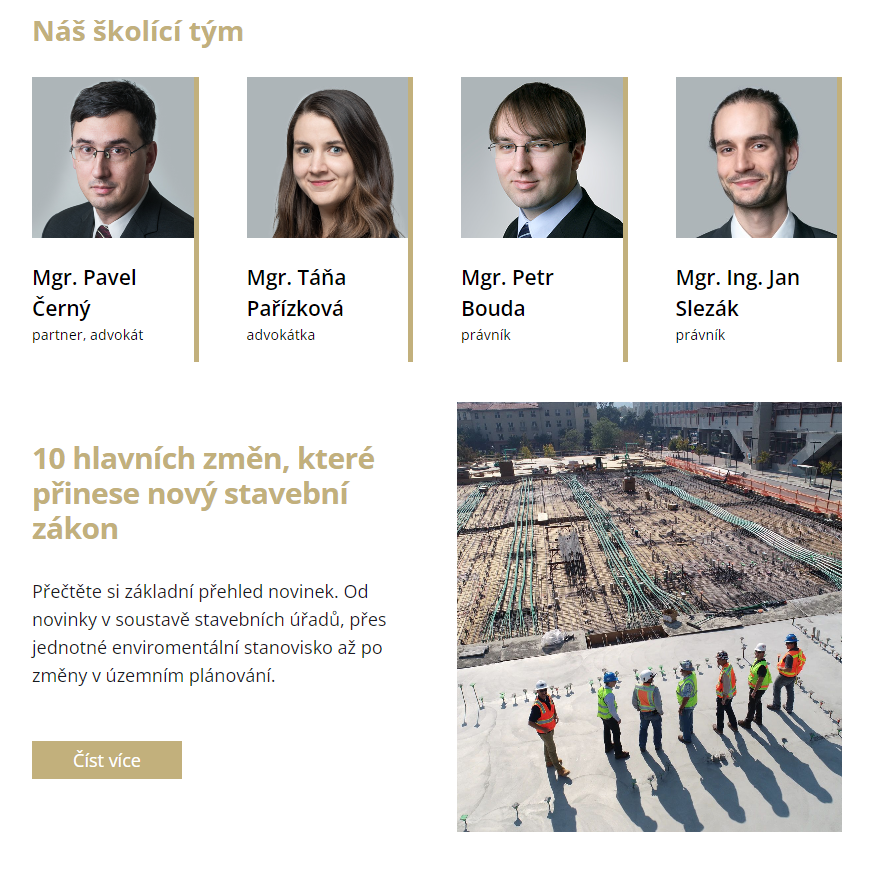 Náš školící tým
Mgr. Pavel
Černý
partner, advokát
Mgr. Táňa
Pařízková
advokátka
Mgr. Petr
Bouda
právník
Mgr. Ing. Jan
Slezák
právník
10 hlavních změn, které
přinese nový stavební
zákon
Přečtěte si základní přehled novinek. Od
novinky v soustavě stavebních úřadů, přes
jednotné enviromentální stanovisko až po
změny v územním plánování.
Číst více